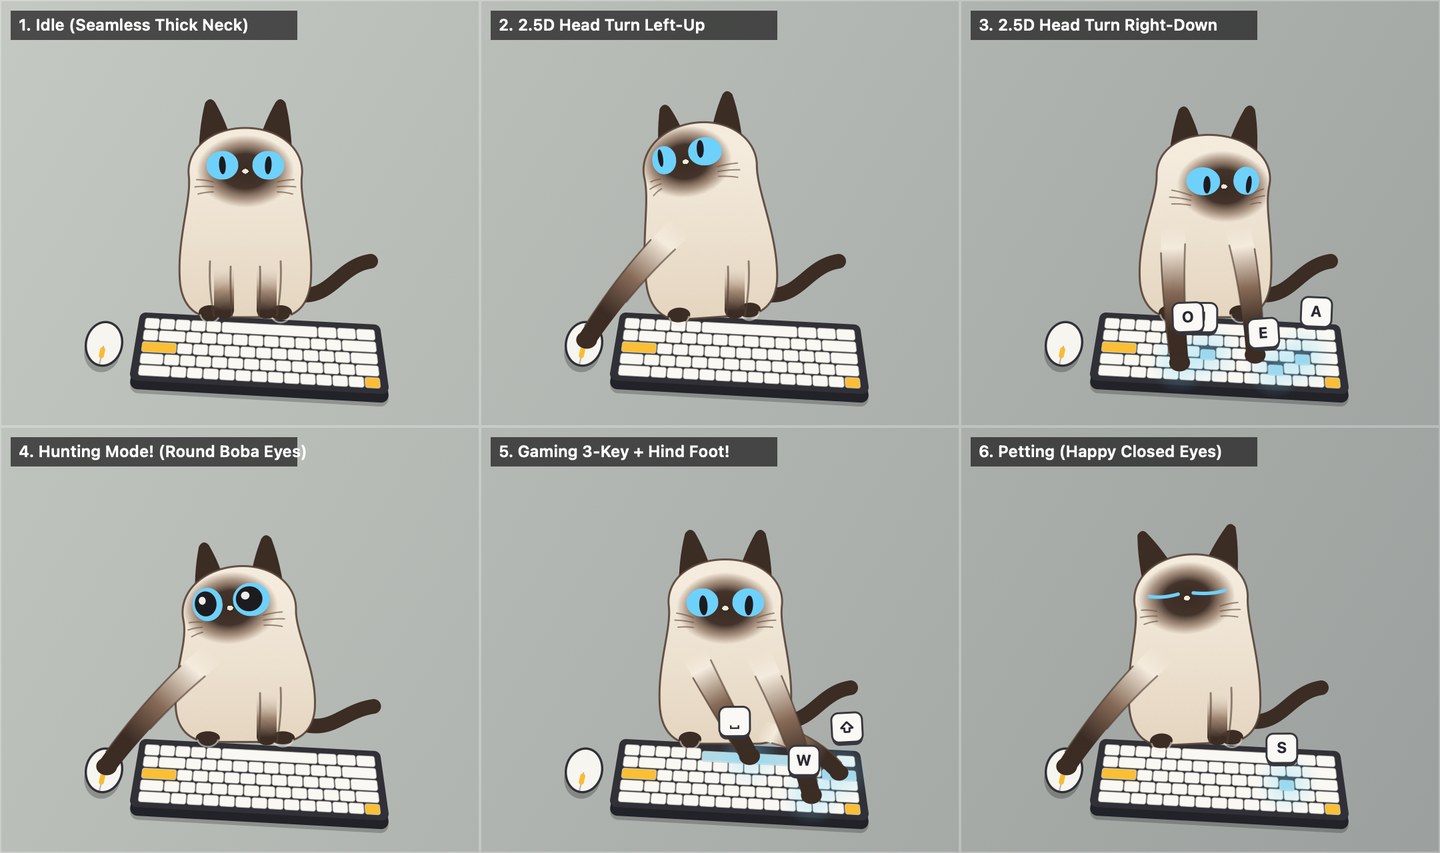 1. Idle (Seamless Thick Neck)
2. 2.5D Head Turn Left-Up
3. 2.5D Head Turn Right-Down
O
E
A
4. Hunting Mode! (Round Boba Eyes)
5. Gaming 3-Key + Hind Foot!
6. Petting (Happy Closed Eyes)
W
S